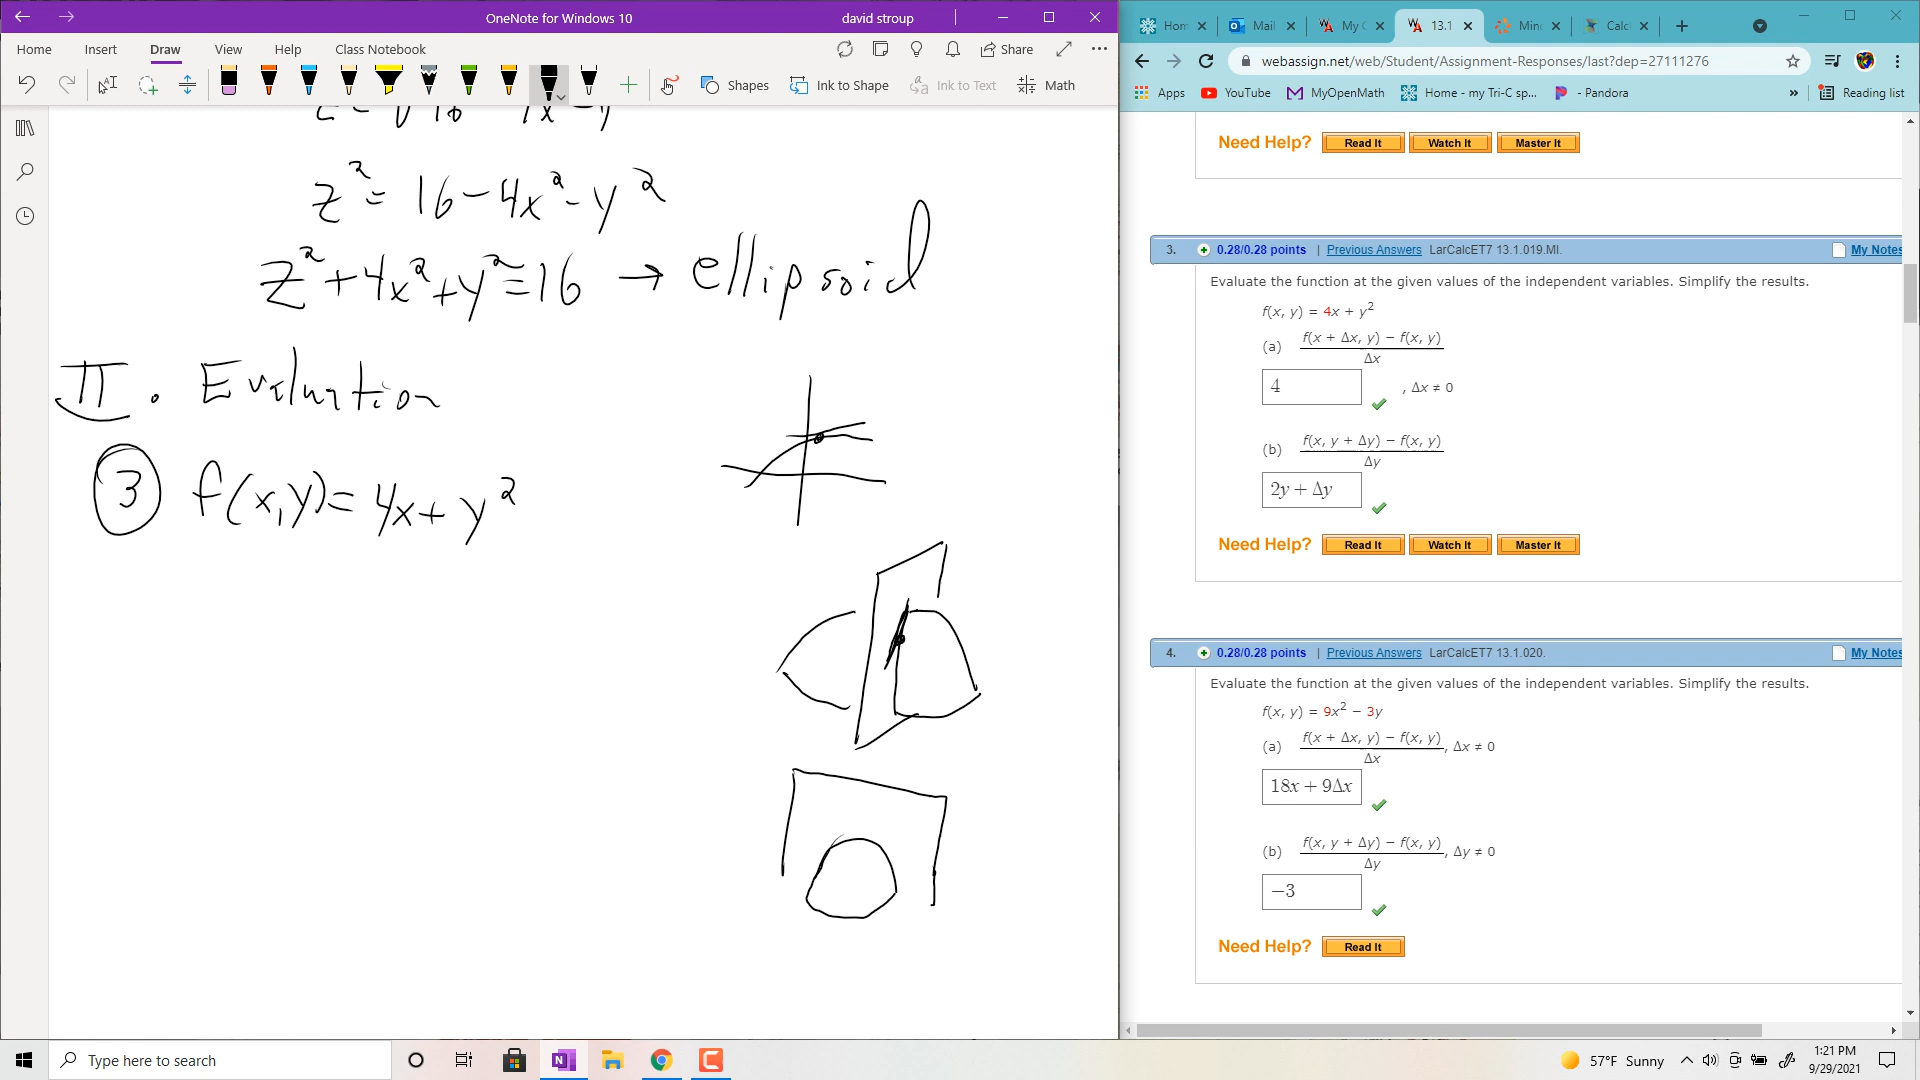 OneNote for Windows 10
david stroup
Home Insert Draw View Help Class Notebook
Share
Shapes Ink to Shape Ink to Text Math
z² = 16 - 4x² - y²
z² + 4x² + y² = 16 → ellipsoid
II. Evaluation
③ f(x,y) = 4x + y²
Hom Mail My C 13.1 Minc Calc
webassign.net/web/Student/Assignment-Responses/last?dep=27111276
Apps YouTube MyOpenMath Home - my Tri-C sp... - Pandora » Reading list
Need Help? Read It Watch It Master It
3. 0.28/0.28 points | Previous Answers LarCalcET7 13.1.019.MI. My Notes
Evaluate the function at the given values of the independent variables. Simplify the results.
f(x, y) = 4x + y²
(a) f(x + Δx, y) − f(x, y)
Δx
4 , Δx ≠ 0
(b) f(x, y + Δy) − f(x, y)
Δy
2y + Δy
Need Help? Read It Watch It Master It
4. 0.28/0.28 points | Previous Answers LarCalcET7 13.1.020. My Notes
Evaluate the function at the given values of the independent variables. Simplify the results.
f(x, y) = 9x² − 3y
(a) f(x + Δx, y) − f(x, y) , Δx ≠ 0
Δx
18x + 9Δx
(b) f(x, y + Δy) − f(x, y) , Δy ≠ 0
Δy
−3
Need Help? Read It
Type here to search
57°F Sunny
1:21 PM
9/29/2021